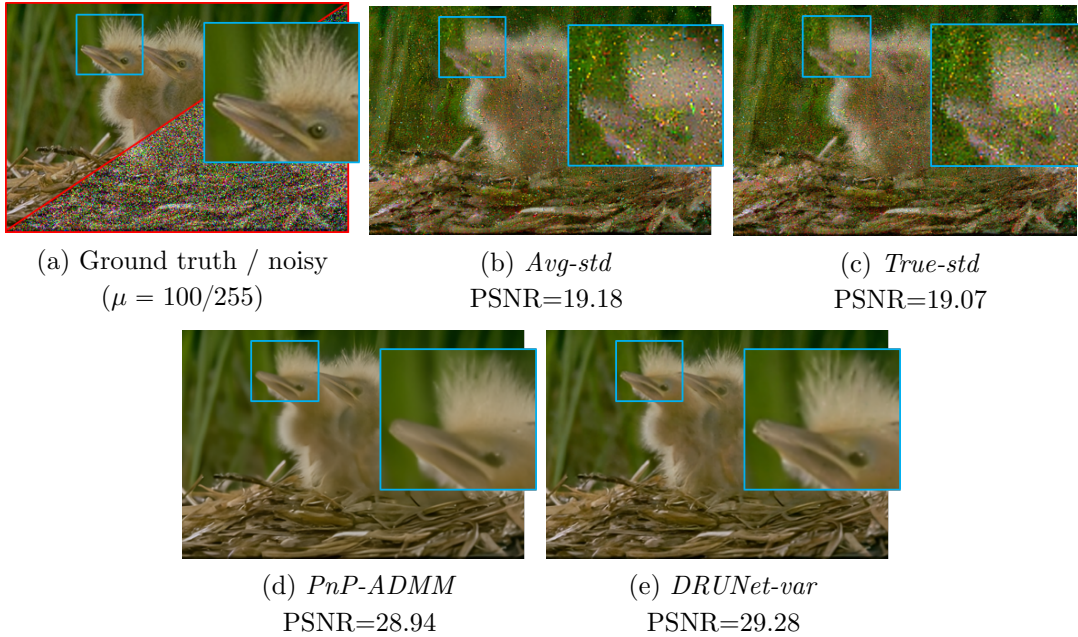 (a) Ground truth / noisy
(μ = 100/255)
(b) Avg-std
PSNR=19.18
(c) True-std
PSNR=19.07
(d) PnP-ADMM
PSNR=28.94
(e) DRUNet-var
PSNR=29.28